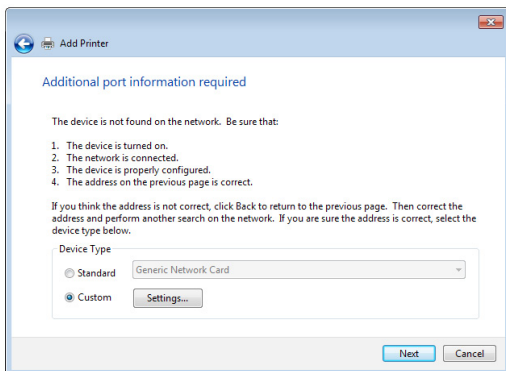 Add Printer
Additional port information required
The device is not found on the network. Be sure that:
1. The device is turned on.
2. The network is connected.
3. The device is properly configured.
4. The address on the previous page is correct.
If you think the address is not correct, click Back to return to the previous page. Then correct the
address and perform another search on the network. If you are sure the address is correct, select the
device type below.
Device Type
Standard
Generic Network Card
Custom
Settings...
Next
Cancel